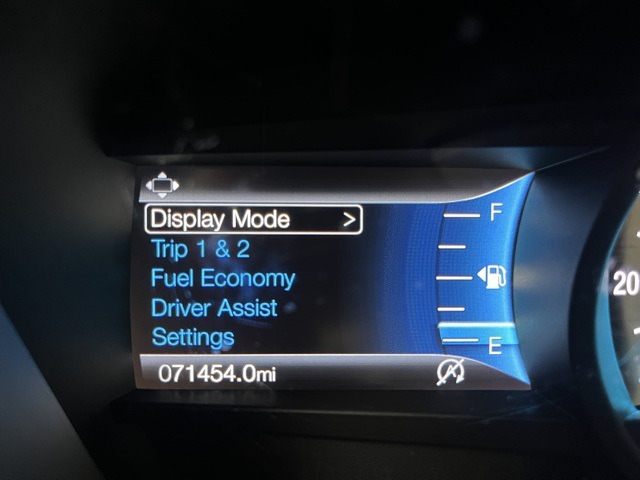 Display Mode >
Trip 1 & 2
Fuel Economy
Driver Assist
Settings
071454.0mi
F
E
20